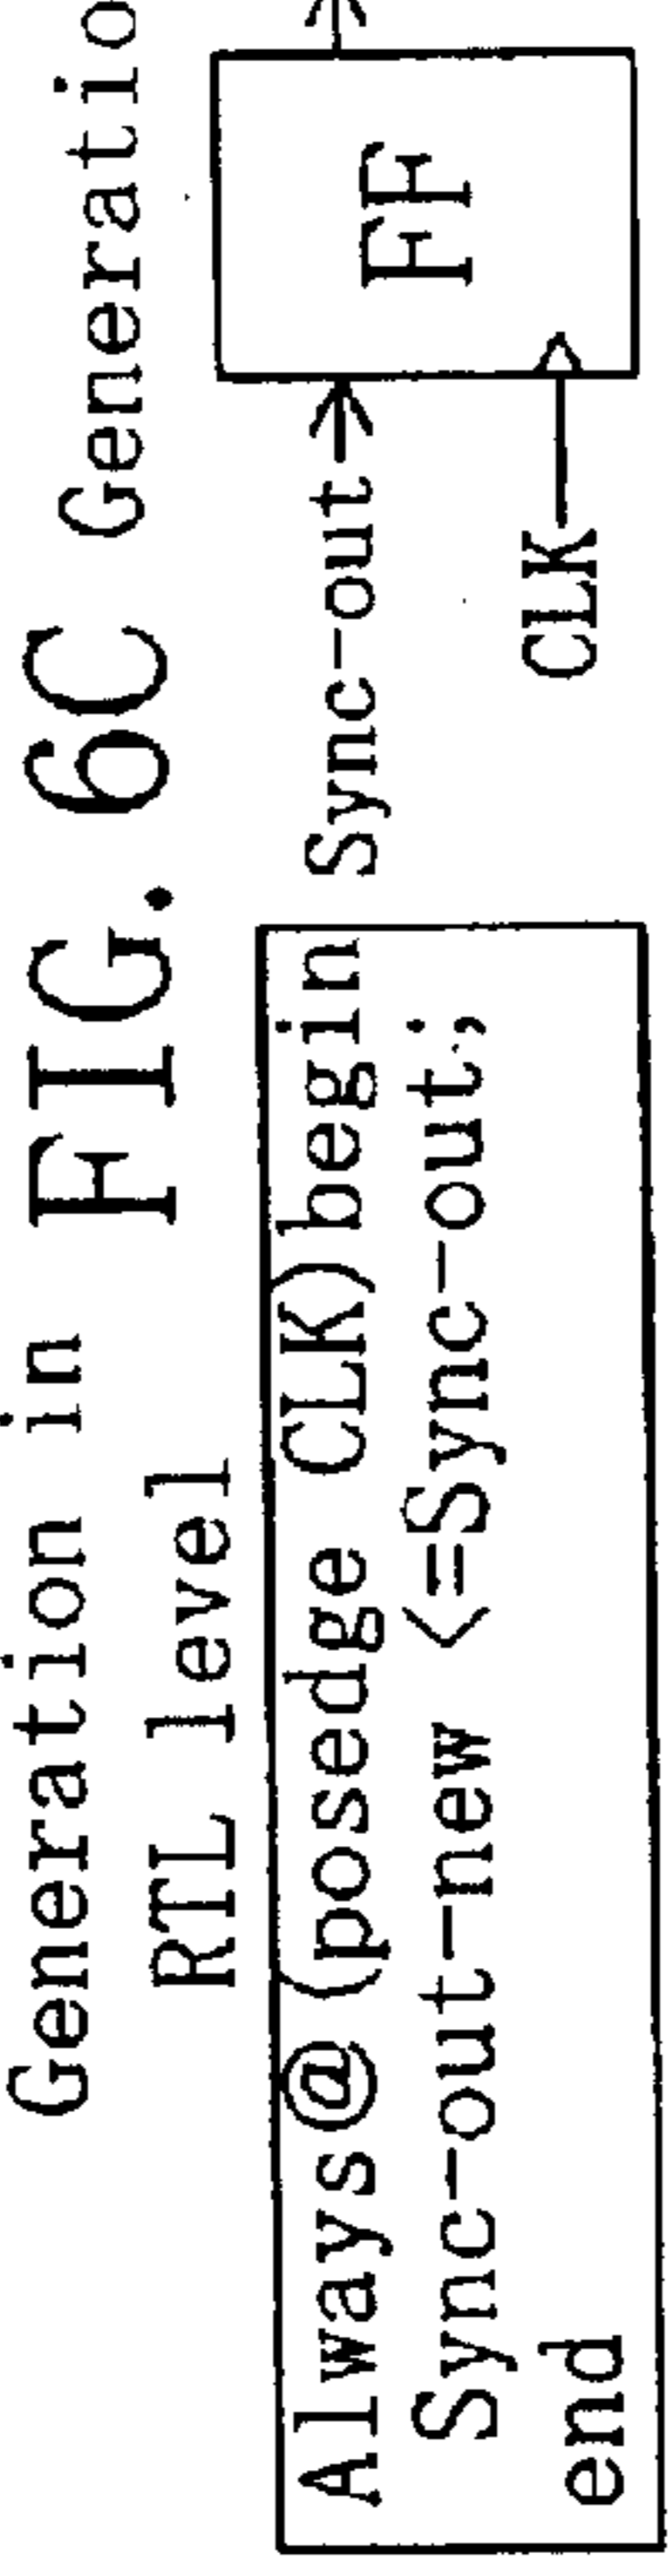 Generation in
RTL level
Always@(posedge CLK)begin
Sync-out-new <=Sync-out;
end
FIG. 6C
Generatio
Sync-out
FF
CLK